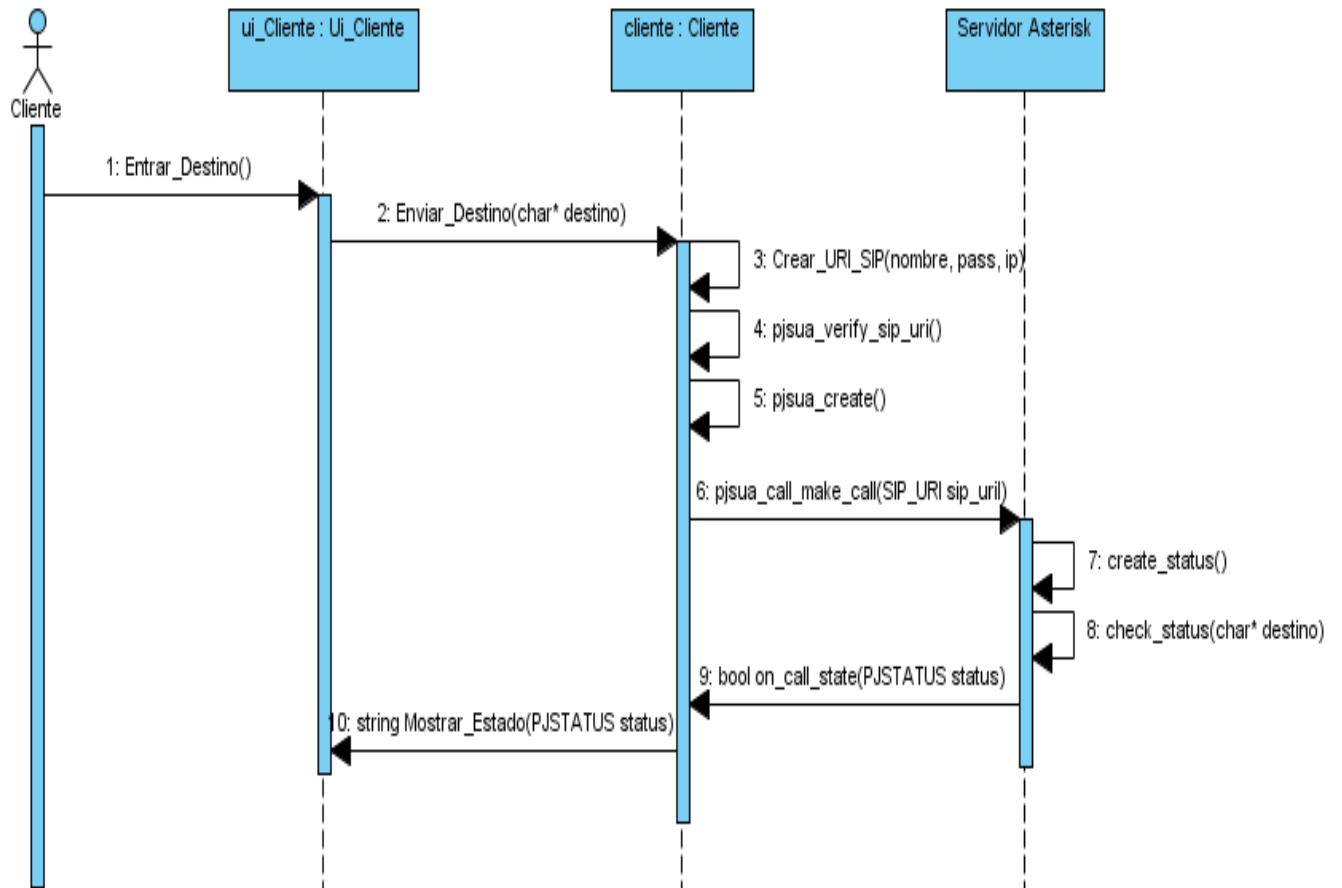 ui_Cliente : Ui_Cliente
cliente : Cliente
Servidor Asterisk
Cliente
1: Entrar_Destino()
2: Enviar_Destino(char* destino)
3: Crear_URI_SIP(nombre, pass, ip)
4: pjsua_verify_sip_uri()
5: pjsua_create()
6: pjsua_call_make_call(SIP_URI sip_uril)
7: create_status()
8: check_status(char* destino)
9: bool on_call_state(PJSTATUS status)
10: string Mostrar_Estado(PJSTATUS status)